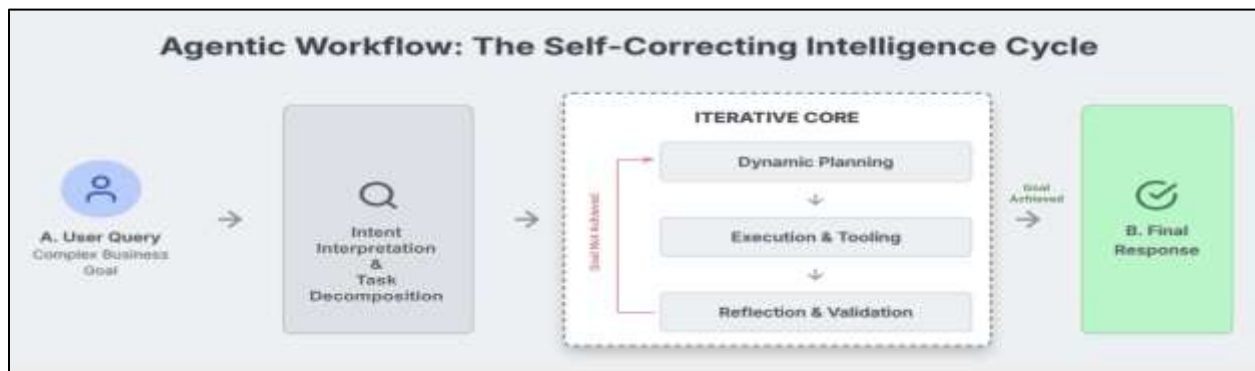 Agentic Workflow: The Self-Correcting Intelligence Cycle
A. User Query
Complex Business
Goal
Intent
Interpretation
&
Task
Decomposition
ITERATIVE CORE
Dynamic Planning
Execution & Tooling
Reflection & Validation
Goal Not Achieved
Goal
Achieved
B. Final
Response